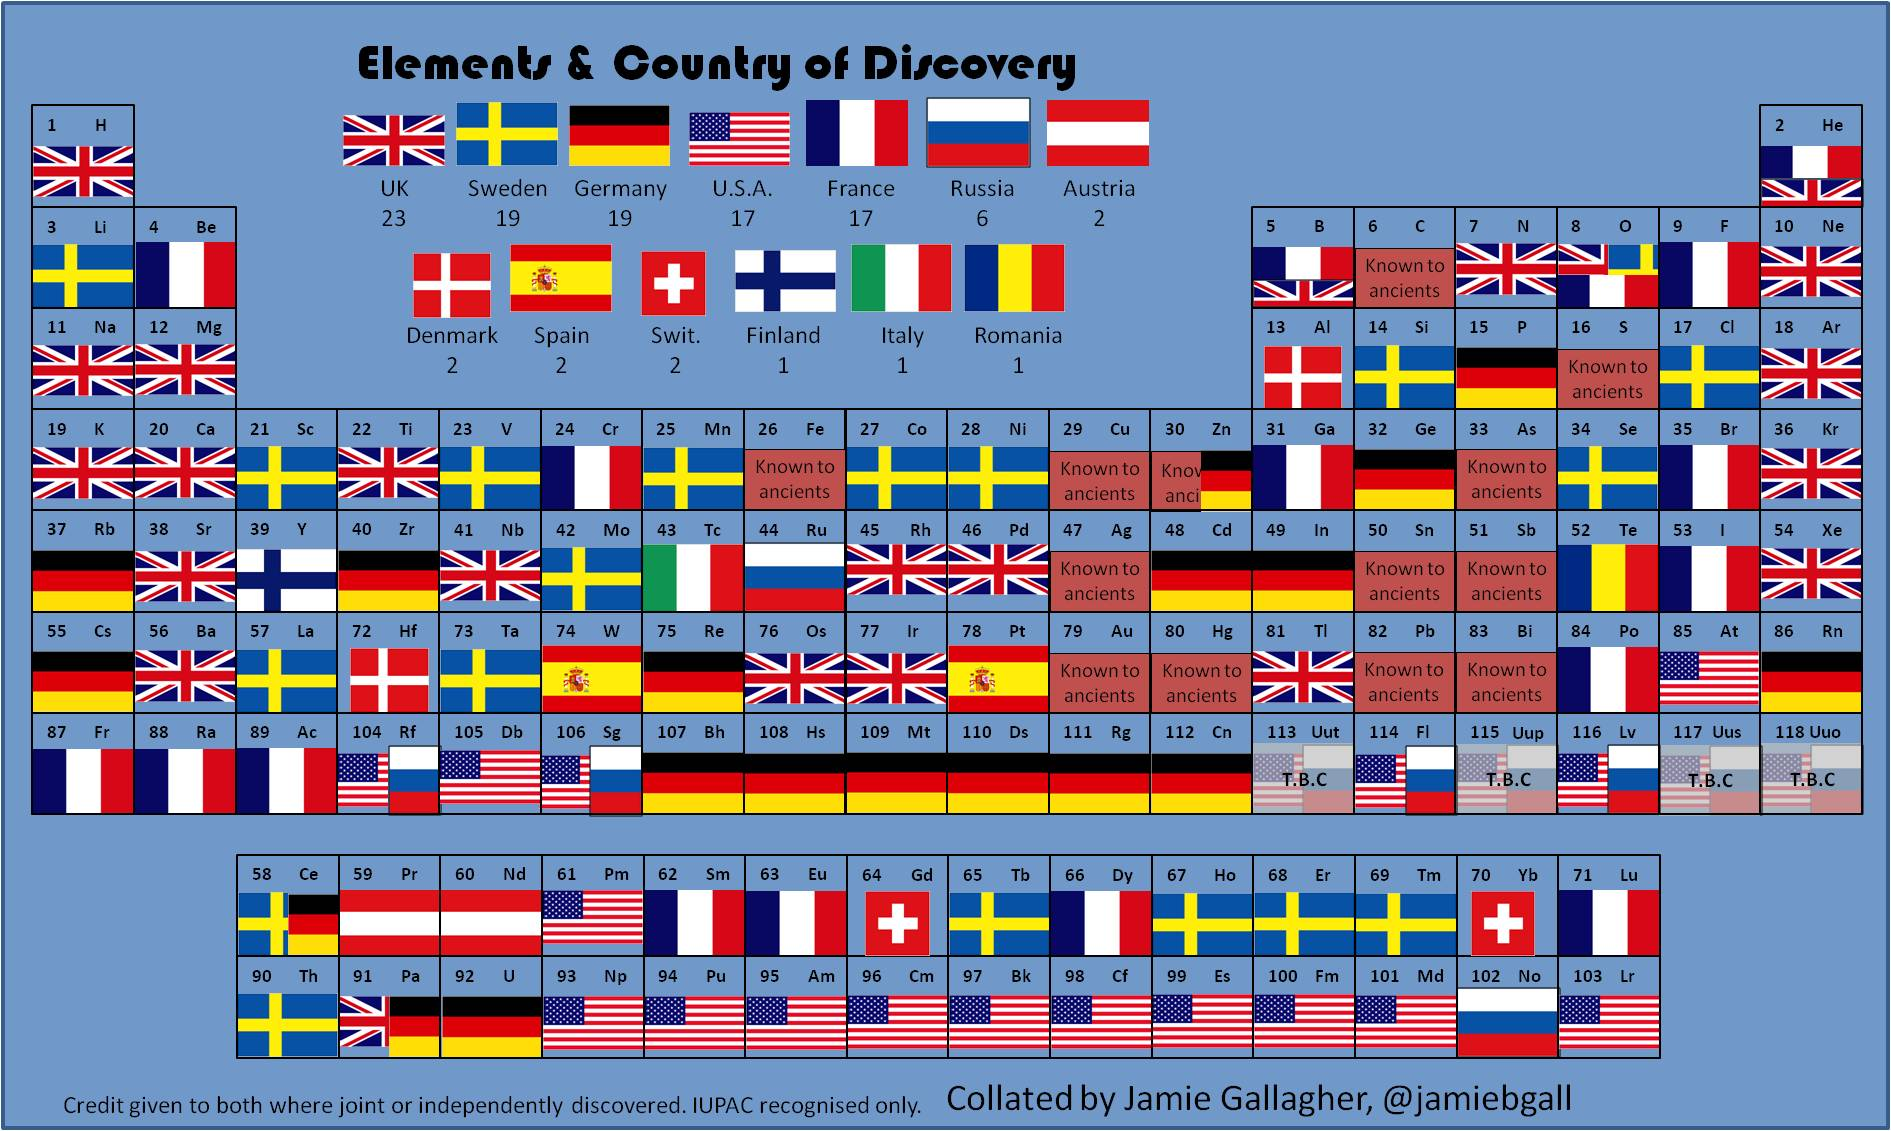 Elements & Country of Discovery
UK Sweden Germany U.S.A. France Russia Austria
23 19 19 17 17 6 2
Denmark Spain Swit. Finland Italy Romania
2 2 2 1 1 1
1 H 2 He
3 Li 4 Be 5 B 6 C 7 N 8 O 9 F 10 Ne
Known to
ancients
11 Na 12 Mg 13 Al 14 Si 15 P 16 S 17 Cl 18 Ar
Known to
ancients
19 K 20 Ca 21 Sc 22 Ti 23 V 24 Cr 25 Mn 26 Fe 27 Co 28 Ni 29 Cu 30 Zn 31 Ga 32 Ge 33 As 34 Se 35 Br 36 Kr
Known to Known to Know Known to
ancients ancients anci ancients
37 Rb 38 Sr 39 Y 40 Zr 41 Nb 42 Mo 43 Tc 44 Ru 45 Rh 46 Pd 47 Ag 48 Cd 49 In 50 Sn 51 Sb 52 Te 53 I 54 Xe
Known to Known to Known to
ancients ancients ancients
55 Cs 56 Ba 57 La 72 Hf 73 Ta 74 W 75 Re 76 Os 77 Ir 78 Pt 79 Au 80 Hg 81 Tl 82 Pb 83 Bi 84 Po 85 At 86 Rn
Known to Known to Known to Known to
ancients ancients ancients ancients
87 Fr 88 Ra 89 Ac 104 Rf 105 Db 106 Sg 107 Bh 108 Hs 109 Mt 110 Ds 111 Rg 112 Cn 113 Uut 114 Fl 115 Uup 116 Lv 117 Uus 118 Uuo
T.B.C T.B.C T.B.C T.B.C
58 Ce 59 Pr 60 Nd 61 Pm 62 Sm 63 Eu 64 Gd 65 Tb 66 Dy 67 Ho 68 Er 69 Tm 70 Yb 71 Lu
90 Th 91 Pa 92 U 93 Np 94 Pu 95 Am 96 Cm 97 Bk 98 Cf 99 Es 100 Fm 101 Md 102 No 103 Lr
Credit given to both where joint or independently discovered. IUPAC recognised only. Collated by Jamie Gallagher, @jamiebgall